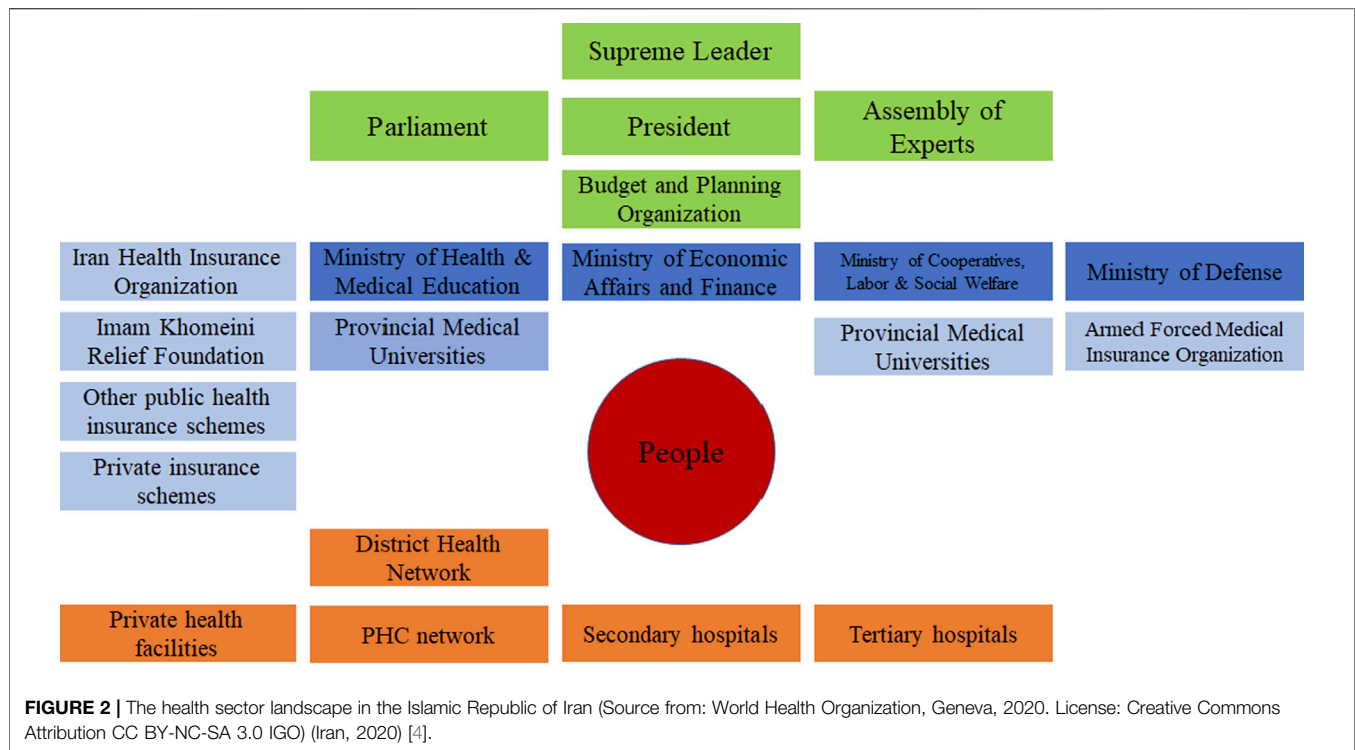 Supreme Leader
Parliament
President
Assembly of
Experts
Budget and Planning
Organization
Iran Health Insurance
Organization
Ministry of Health &
Medical Education
Ministry of Economic
Affairs and Finance
Ministry of Cooperatives,
Labor & Social Welfare
Ministry of Defense
Imam Khomeini
Relief Foundation
Provincial Medical
Universities
Provincial Medical
Universities
Armed Forced Medical
Insurance Organization
Other public health
insurance schemes
People
Private insurance
schemes
District Health
Network
Private health
facilities
PHC network
Secondary hospitals
Tertiary hospitals
FIGURE 2 | The health sector landscape in the Islamic Republic of Iran (Source from: World Health Organization, Geneva, 2020. License: Creative Commons
Attribution CC BY-NC-SA 3.0 IGO) (Iran, 2020) [4].